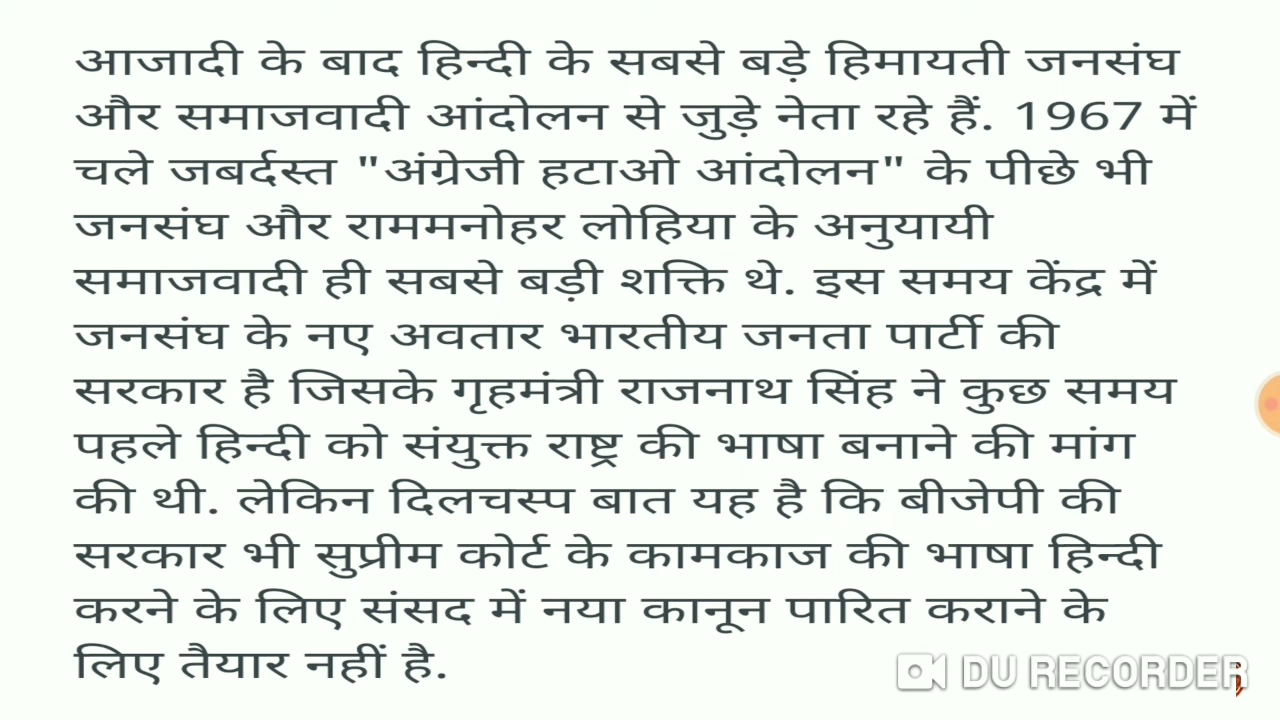 आजादी के बाद हिन्दी के सबसे बड़े हिमायती जनसंघ
और समाजवादी आंदोलन से जुड़े नेता रहे हैं. 1967 में
चले जबर्दस्त "अंग्रेजी हटाओ आंदोलन" के पीछे भी
जनसंघ और राममनोहर लोहिया के अनुयायी
समाजवादी ही सबसे बड़ी शक्ति थे. इस समय केंद्र में
जनसंघ के नए अवतार भारतीय जनता पार्टी की
सरकार है जिसके गृहमंत्री राजनाथ सिंह ने कुछ समय
पहले हिन्दी को संयुक्त राष्ट्र की भाषा बनाने की मांग
की थी. लेकिन दिलचस्प बात यह है कि बीजेपी की
सरकार भी सुप्रीम कोर्ट के कामकाज की भाषा हिन्दी
करने के लिए संसद में नया कानून पारित कराने के
लिए तैयार नहीं है.
DU RECORDER